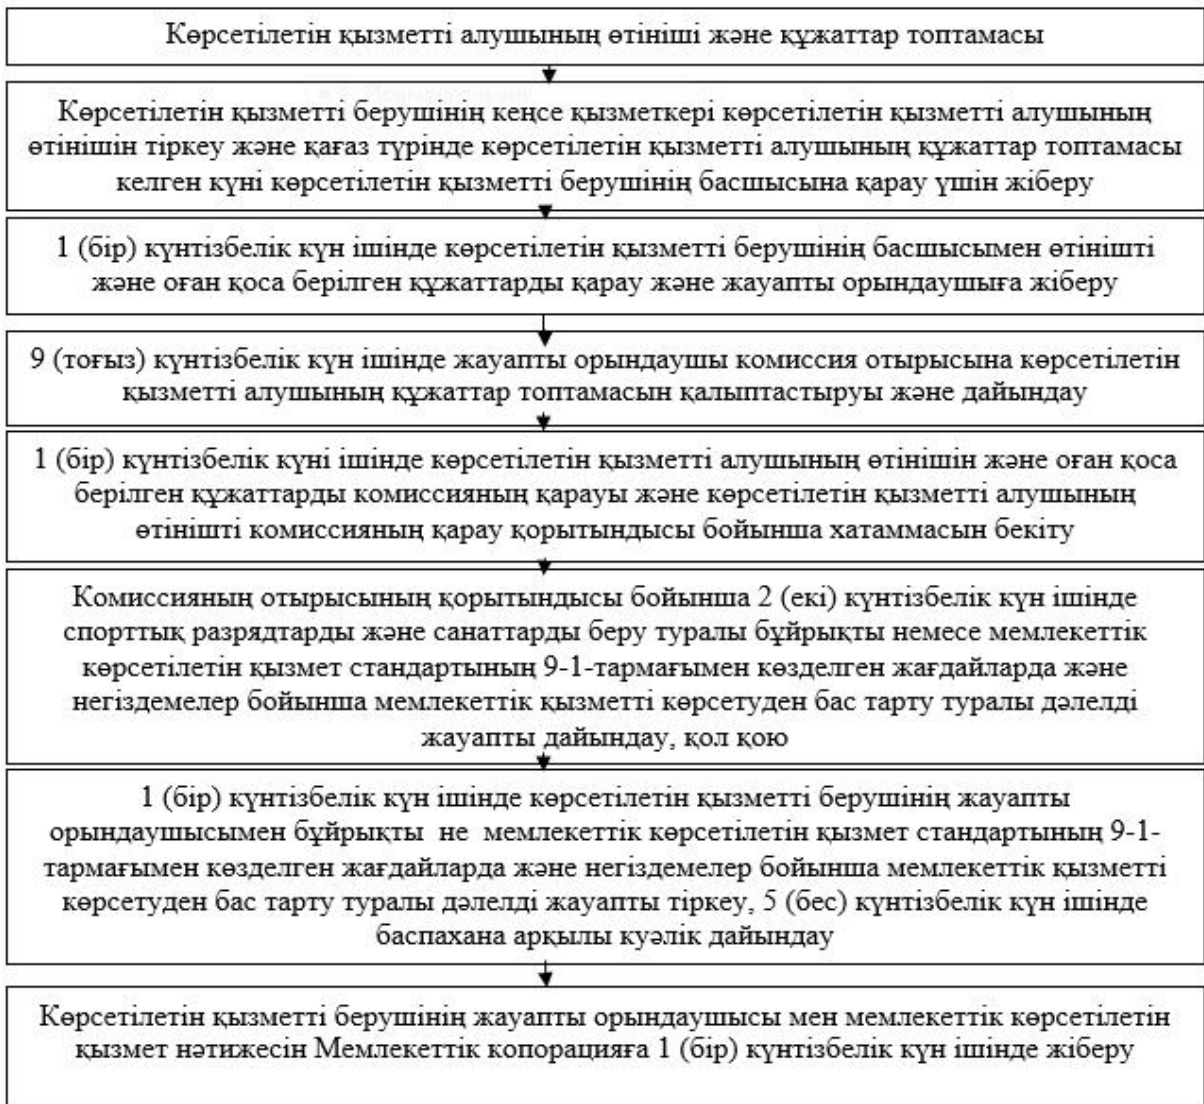 Көрсетілетін қызметті алушының өтініші және құжаттар топтамасы
Көрсетілетін қызметті берушінің кеңсе қызметкері көрсетілетін қызметті алушының
өтінішін тіркеу және қағаз түрінде көрсетілетін қызметті алушының құжаттар топтамасы
келген күні көрсетілетін қызметті берушінің басшысына қарау үшін жіберу
1 (бір) күнтізбелік күн ішінде көрсетілетін қызметті берушінің басшысымен өтінішті
және оған қоса берілген құжаттарды қарау және жауапты орындаушыға жіберу
9 (тоғыз) күнтізбелік күн ішінде жауапты орындаушы комиссия отырысына көрсетілетін
қызметті алушының құжаттар топтамасын қалыптастыруы және дайындау
1 (бір) күнтізбелік күні ішінде көрсетілетін қызметті алушының өтінішін және оған қоса
берілген құжаттарды комиссияның қарауы және көрсетілетін қызметті алушының
өтінішті комиссияның қарау қорытындысы бойынша хатаммасын бекіту
Комиссияның отырысының қорытындысы бойынша 2 (екі) күнтізбелік күн ішінде
спорттық разрядтарды және санаттарды беру туралы бұйрықты немесе мемлекеттік
көрсетілетін қызмет стандартының 9-1-тармағымен көзделген жағдайларда және
негіздемелер бойынша мемлекеттік қызметті көрсетуден бас тарту туралы дәлелді
жауапты дайындау, қол қою
1 (бір) күнтізбелік күн ішінде көрсетілетін қызметті берушінің жауапты
орындаушысымен бұйрықты не мемлекеттік көрсетілетін қызмет стандартының 9-1-
тармағымен көзделген жағдайларда және негіздемелер бойынша мемлекеттік қызметті
көрсетуден бас тарту туралы дәлелді жауапты тіркеу, 5 (бес) күнтізбелік күн ішінде
баспахана арқылы куәлік дайындау
Көрсетілетін қызметті берушінің жауапты орындаушысы мен мемлекеттік көрсетілетін
қызмет нәтижесін Мемлекеттік копорацияға 1 (бір) күнтізбелік күн ішінде жіберу